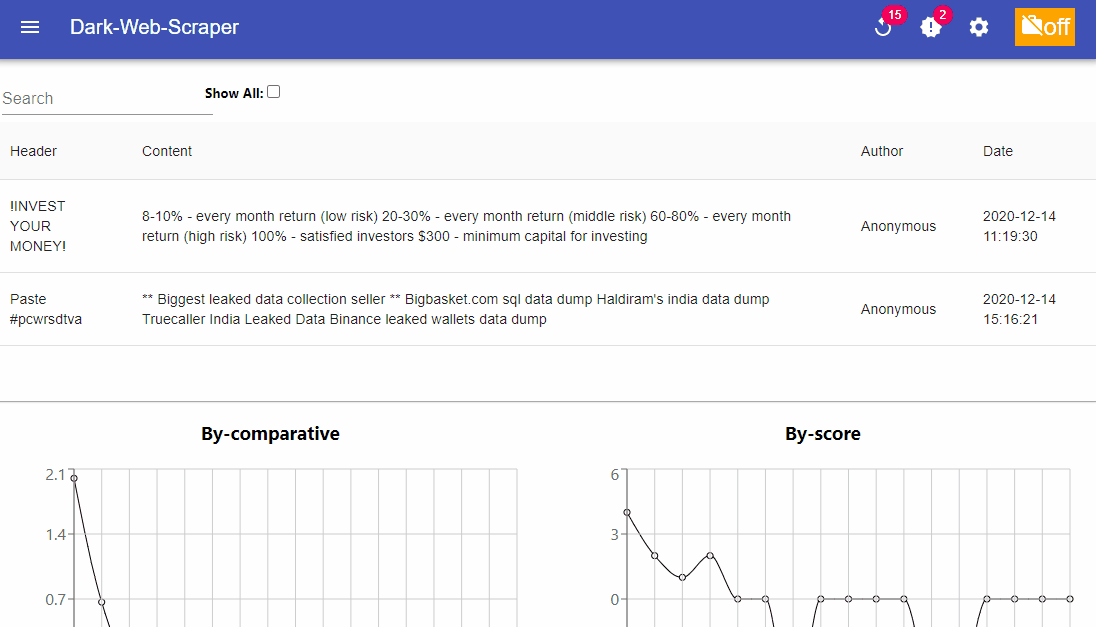 Dark-Web-Scraper
15
2
off
Search
Show All:
Header Content Author Date
!INVEST
YOUR
MONEY!
8-10% - every month return (low risk) 20-30% - every month return (middle risk) 60-80% - every month
return (high risk) 100% - satisfied investors $300 - minimum capital for investing
Anonymous
2020-12-14
11:19:30
Paste
#pcwrsdtva
** Biggest leaked data collection seller ** Bigbasket.com sql data dump Haldiram's india data dump
Truecaller India Leaked Data Binance leaked wallets data dump
Anonymous
2020-12-14
15:16:21
By-comparative
2.1
1.4
0.7
By-score
6
3
0